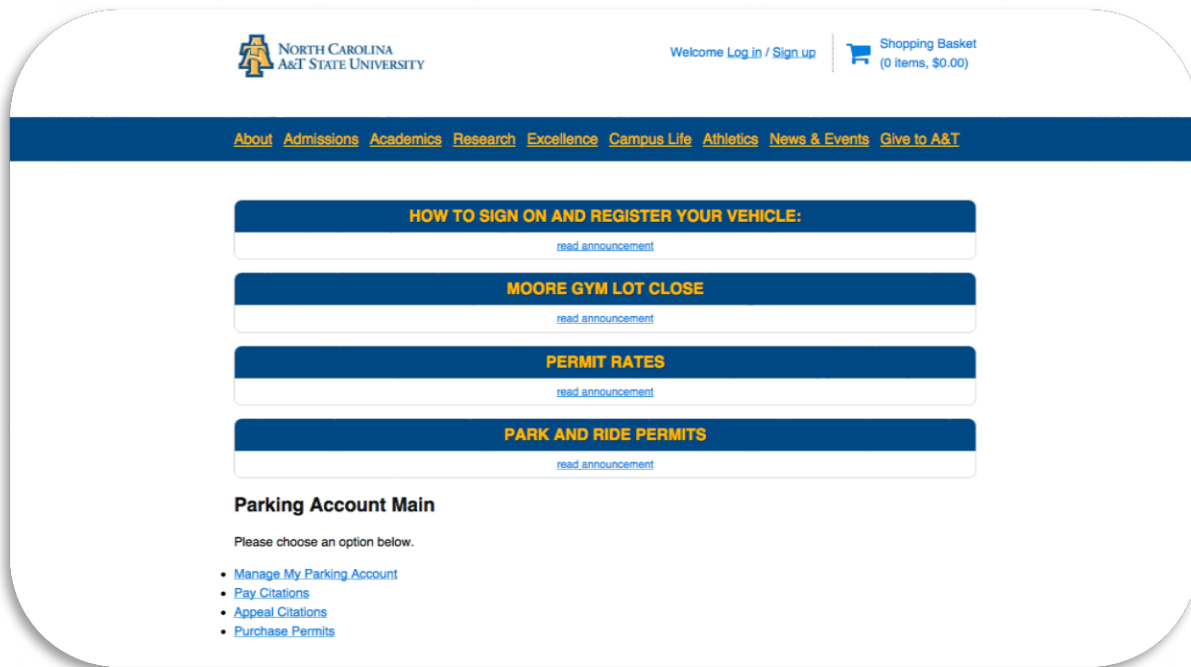 NORTH CAROLINA
A&T STATE UNIVERSITY
Welcome Log in / Sign up
Shopping Basket
(0 items, $0.00)
About Admissions Academics Research Excellence Campus Life Athletics News & Events Give to A&T
HOW TO SIGN ON AND REGISTER YOUR VEHICLE:
read announcement
MOORE GYM LOT CLOSE
read announcement
PERMIT RATES
read announcement
PARK AND RIDE PERMITS
read announcement
Parking Account Main
Please choose an option below.
• Manage My Parking Account
• Pay Citations
• Appeal Citations
• Purchase Permits